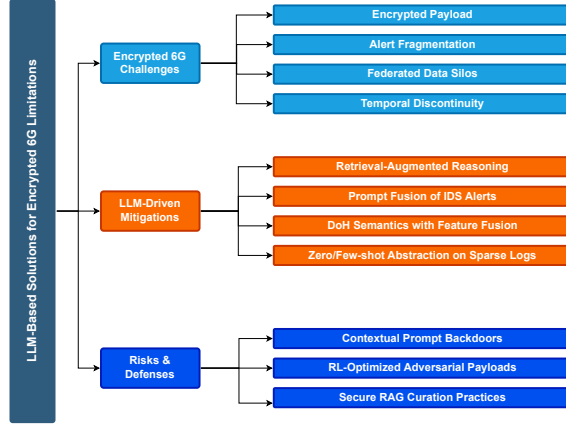 LLM-Based Solutions for Encrypted 6G Limitations
Encrypted 6G
Challenges
Encrypted Payload
Alert Fragmentation
Federated Data Silos
Temporal Discontinuity
LLM-Driven
Mitigations
Retrieval-Augmented Reasoning
Prompt Fusion of IDS Alerts
DoH Semantics with Feature Fusion
Zero/Few-shot Abstraction on Sparse Logs
Risks &
Defenses
Contextual Prompt Backdoors
RL-Optimized Adversarial Payloads
Secure RAG Curation Practices